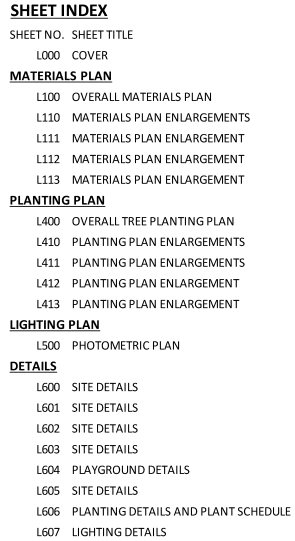 SHEET INDEX
SHEET NO. SHEET TITLE
L000 COVER
MATERIALS PLAN
L100 OVERALL MATERIALS PLAN
L110 MATERIALS PLAN ENLARGEMENTS
L111 MATERIALS PLAN ENLARGEMENT
L112 MATERIALS PLAN ENLARGEMENT
L113 MATERIALS PLAN ENLARGEMENT
PLANTING PLAN
L400 OVERALL TREE PLANTING PLAN
L410 PLANTING PLAN ENLARGEMENTS
L411 PLANTING PLAN ENLARGEMENTS
L412 PLANTING PLAN ENLARGEMENT
L413 PLANTING PLAN ENLARGEMENT
LIGHTING PLAN
L500 PHOTOMETRIC PLAN
DETAILS
L600 SITE DETAILS
L601 SITE DETAILS
L602 SITE DETAILS
L603 SITE DETAILS
L604 PLAYGROUND DETAILS
L605 SITE DETAILS
L606 PLANTING DETAILS AND PLANT SCHEDULE
L607 LIGHTING DETAILS